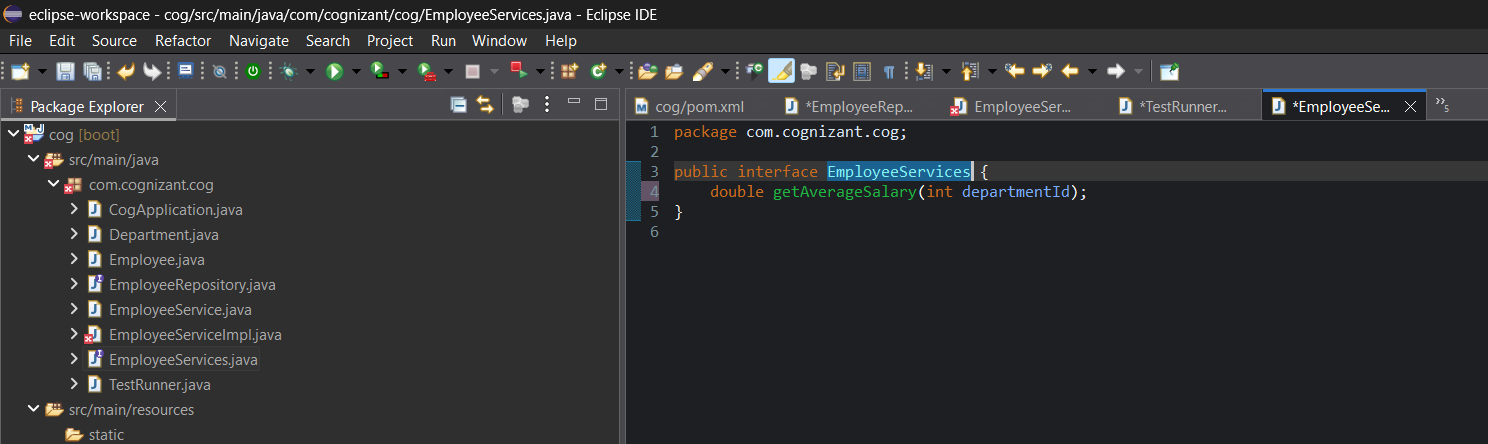 eclipse-workspace - cog/src/main/java/com/cognizant/cog/EmployeeServices.java - Eclipse IDE
File Edit Source Refactor Navigate Search Project Run Window Help
Package Explorer
cog [boot]
src/main/java
com.cognizant.cog
CogApplication.java
Department.java
Employee.java
EmployeeRepository.java
EmployeeService.java
EmployeeServiceImpl.java
EmployeeServices.java
TestRunner.java
src/main/resources
static
cog/pom.xml *EmployeeRep... EmployeeSer... *TestRunner... *EmployeeSe... »5
1 package com.cognizant.cog;
2
3 public interface EmployeeServices {
4 double getAverageSalary(int departmentId);
5 }
6